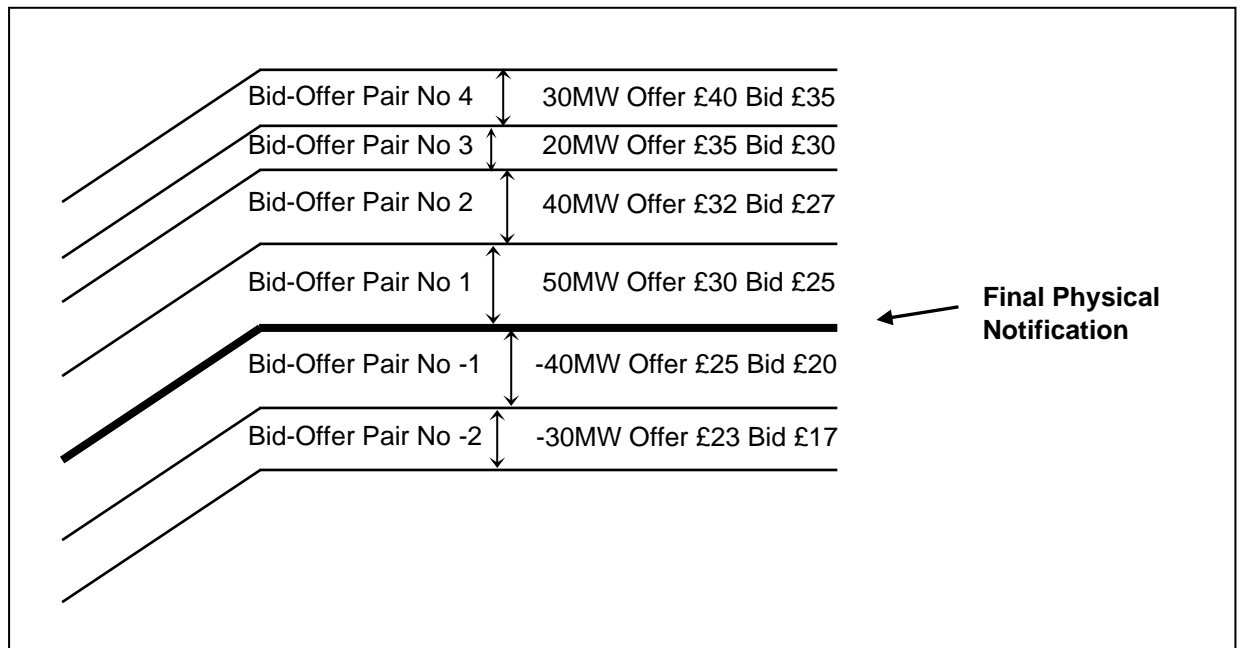 Bid-Offer Pair No 4 30MW Offer £40 Bid £35
Bid-Offer Pair No 3 20MW Offer £35 Bid £30
Bid-Offer Pair No 2 40MW Offer £32 Bid £27
Bid-Offer Pair No 1 50MW Offer £30 Bid £25
Final Physical
Notification
Bid-Offer Pair No -1 -40MW Offer £25 Bid £20
Bid-Offer Pair No -2 -30MW Offer £23 Bid £17